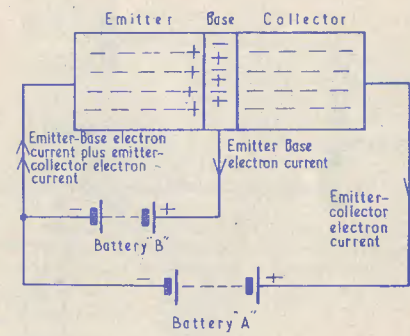 Emitter Base Collector
Emitter-Base electron
current plus emitter-
collector electron -
current
Emitter Base
electron current
Emitter-
collector
electron
current
- +
Battery "B"
- +
Battery "A"